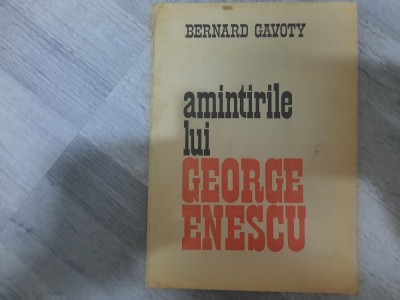 BERNARD GAVOTY
amintirile
lui
GEORGE
ENESCU